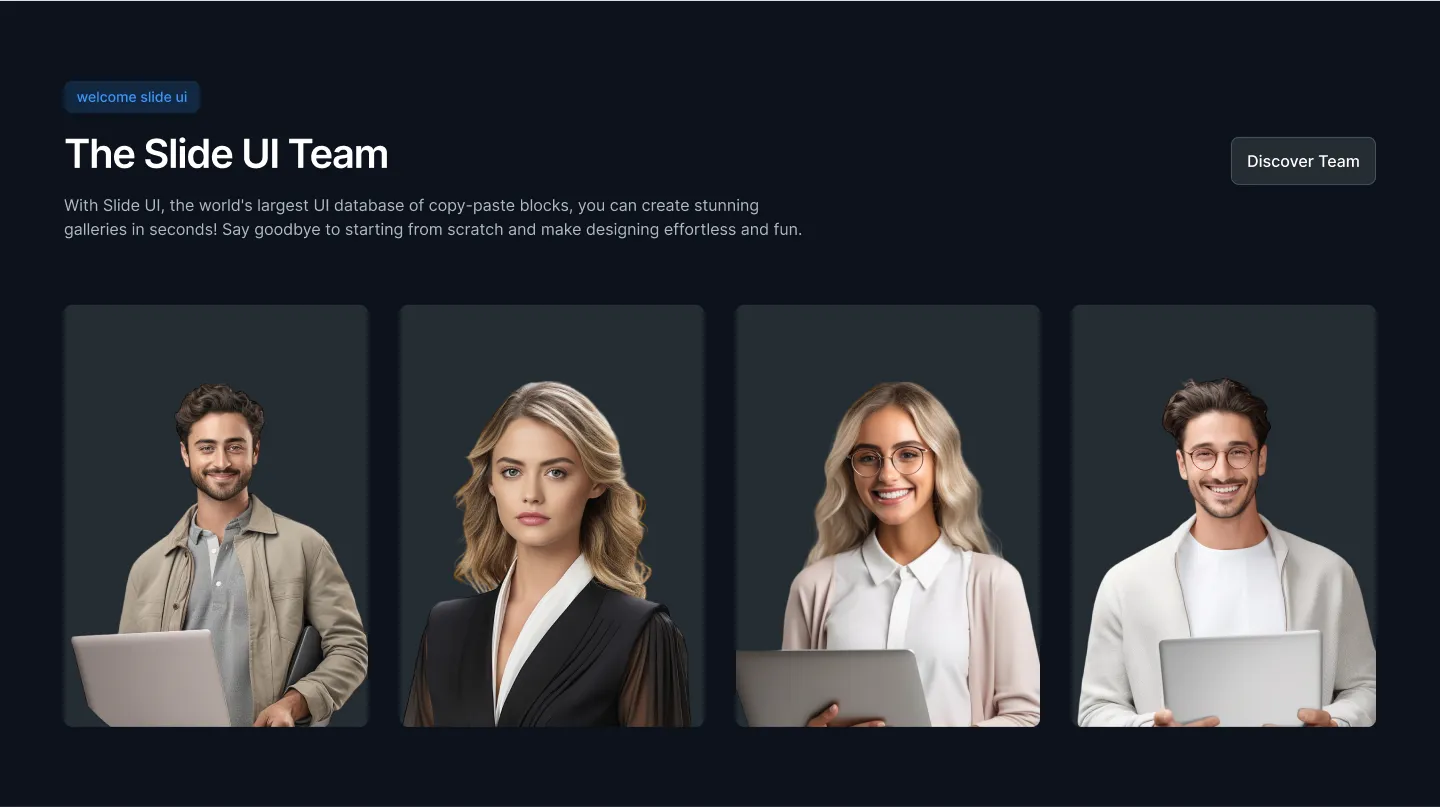 welcome slide ui
The Slide UI Team
Discover Team
With Slide UI, the world's largest UI database of copy-paste blocks, you can create stunning
galleries in seconds! Say goodbye to starting from scratch and make designing effortless and fun.